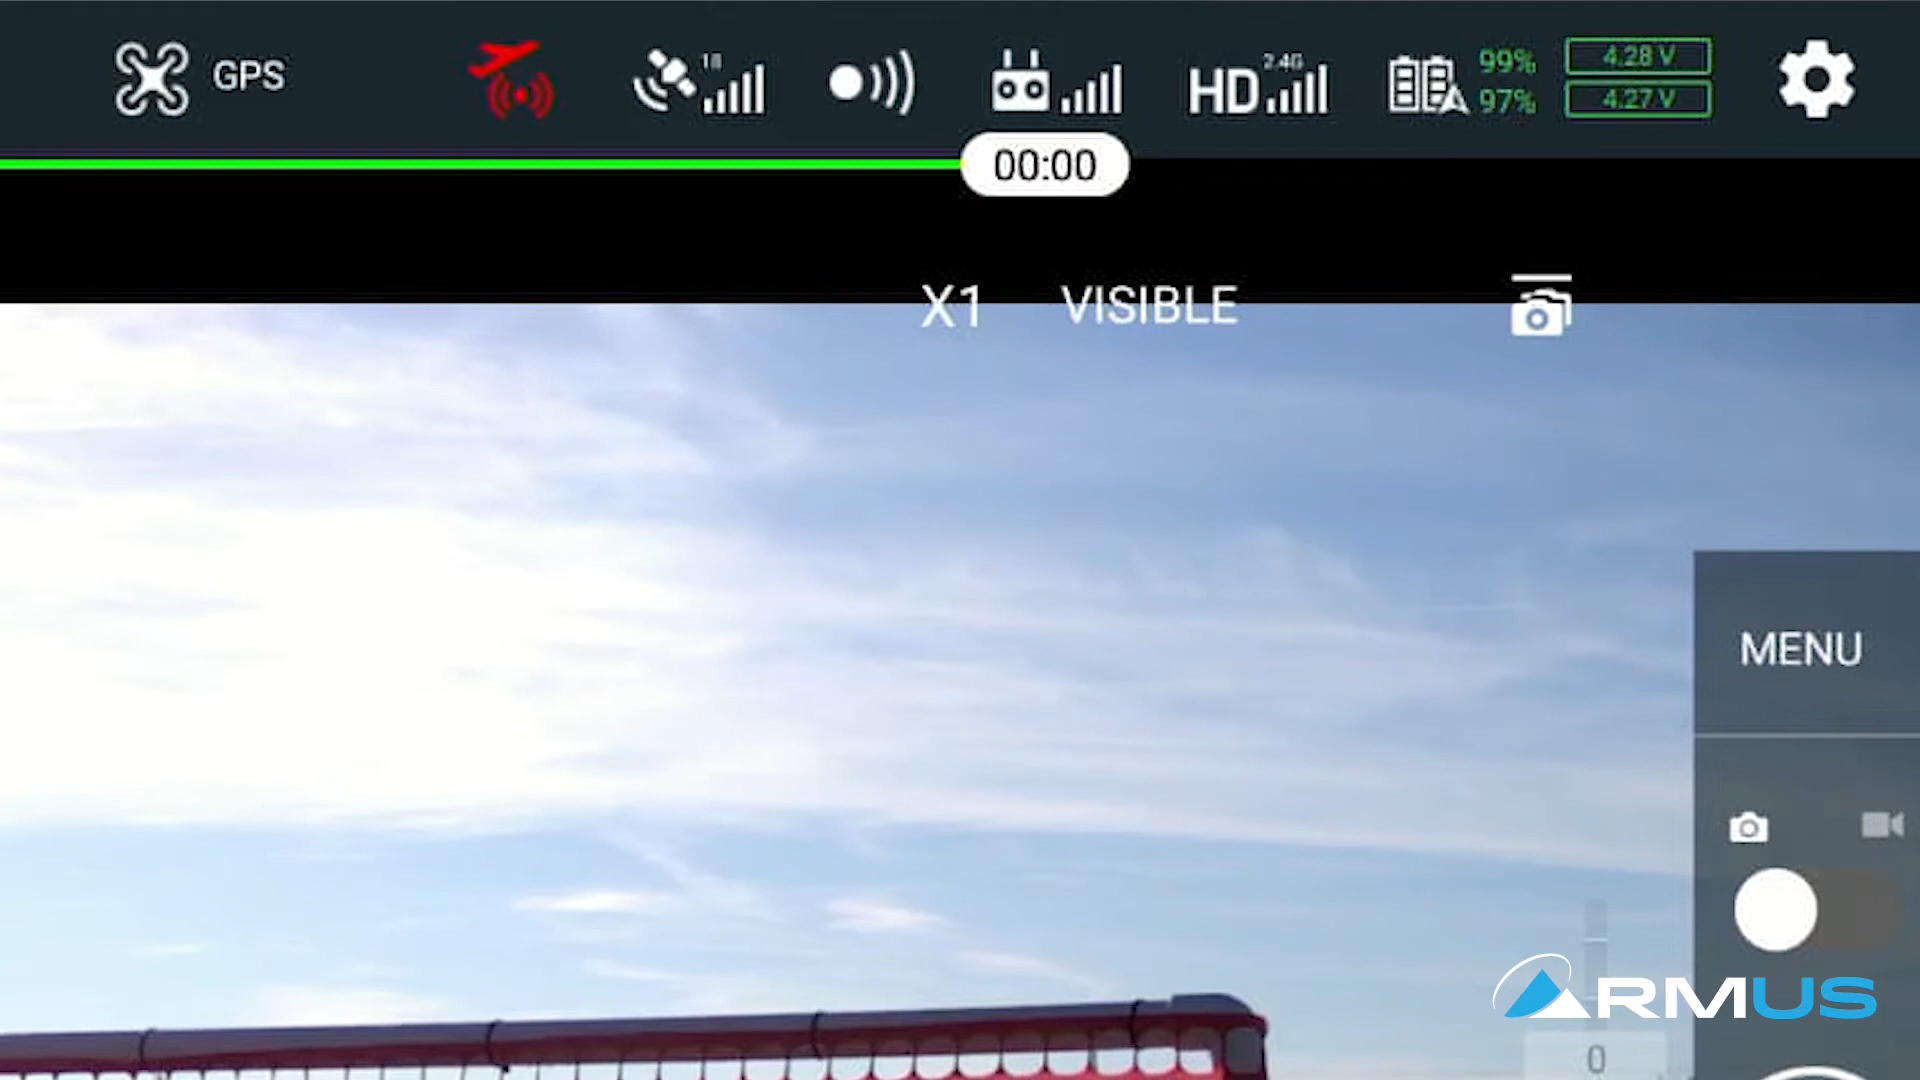 GPS
18
HD 2.4G
99%
97%
4.28 V
4.27 V
00:00
X1 VISIBLE
MENU
ARMUS
0